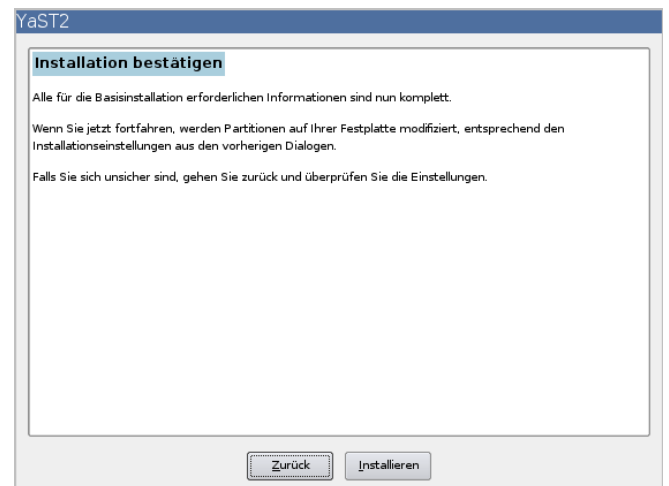 YaST2
Installation bestätigen
Alle für die Basisinstallation erforderlichen Informationen sind nun komplett.
Wenn Sie jetzt fortfahren, werden Partitionen auf Ihrer Festplatte modifiziert, entsprechend den
Installationseinstellungen aus den vorherigen Dialogen.
Falls Sie sich unsicher sind, gehen Sie zurück und überprüfen Sie die Einstellungen.
Zurück
Installieren